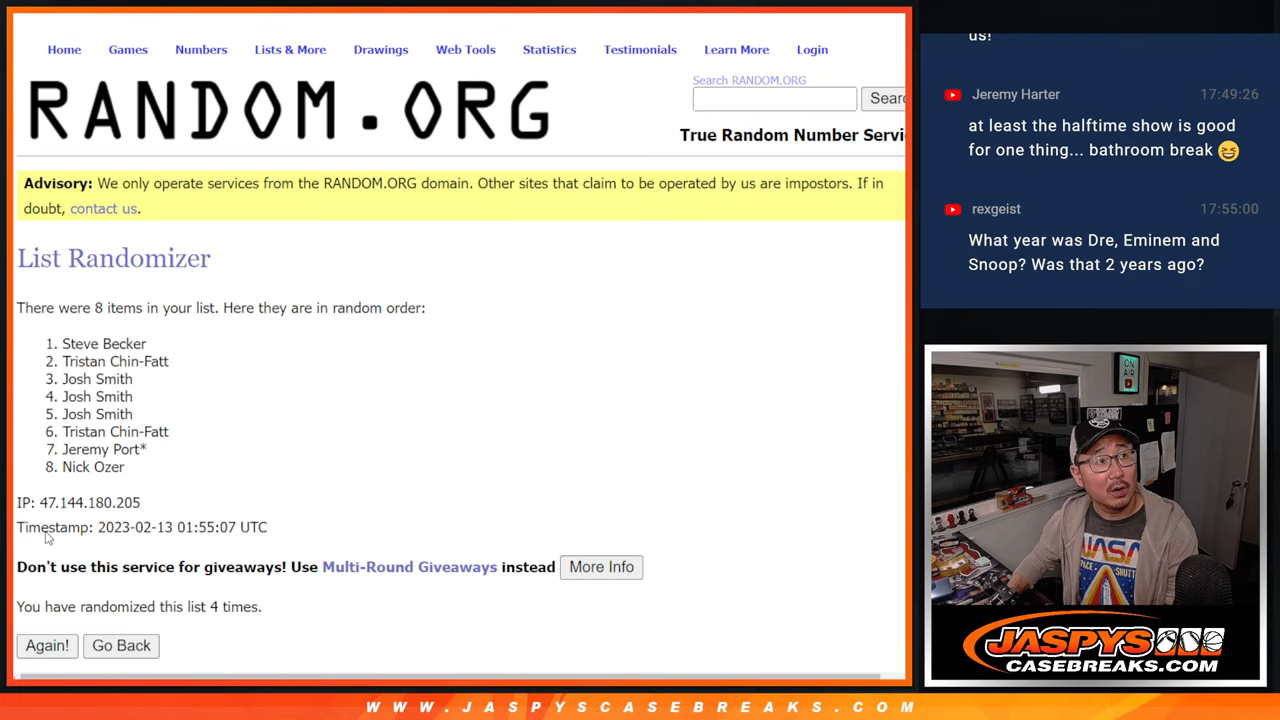 Home Games Numbers Lists & More Drawings Web Tools Statistics Testimonials Learn More Login
RANDOM.ORG
Search RANDOM.ORG
Searc
True Random Number Servi
Advisory: We only operate services from the RANDOM.ORG domain. Other sites that claim to be operated by us are impostors. If in
doubt, contact us.
List Randomizer
There were 8 items in your list. Here they are in random order:
1. Steve Becker
2. Tristan Chin-Fatt
3. Josh Smith
4. Josh Smith
5. Josh Smith
6. Tristan Chin-Fatt
7. Jeremy Port*
8. Nick Ozer
IP: 47.144.180.205
Timestamp: 2023-02-13 01:55:07 UTC
Don't use this service for giveaways! Use Multi-Round Giveaways instead More Info
You have randomized this list 4 times.
Again! Go Back
us!
Jeremy Harter 17:49:26
at least the halftime show is good
for one thing... bathroom break 😆
rexgeist 17:55:00
What year was Dre, Eminem and
Snoop? Was that 2 years ago?
ON
AIR
NASA
SPACE SHUTTLE
JASPYS
CASEBREAKS.COM
WWW.JASPYSCASEBREAKS.COM